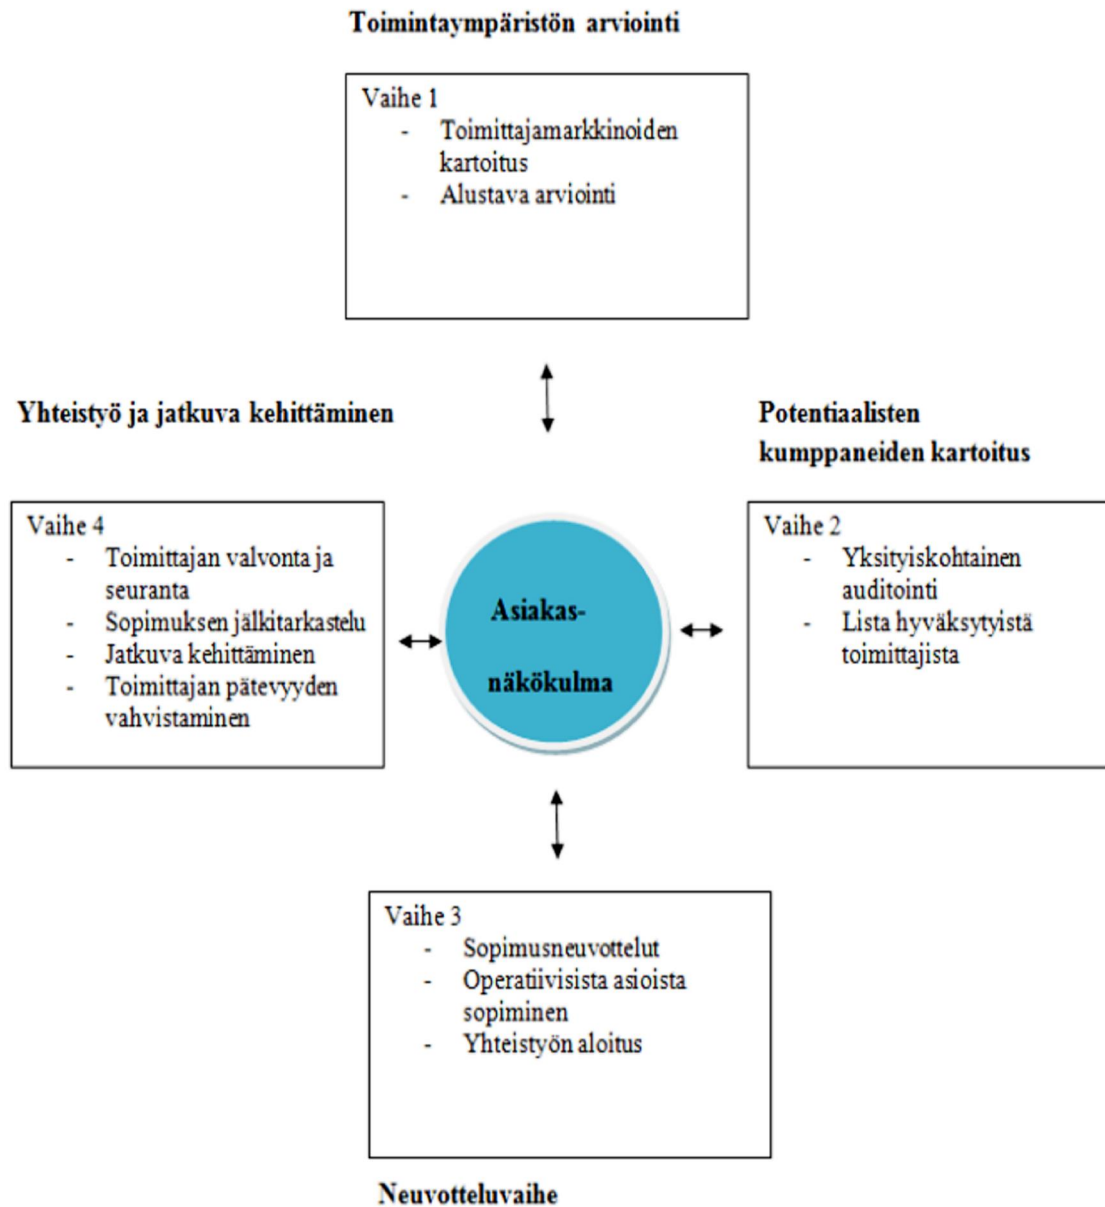 Toimintaympäristön arviointi
Vaihe 1
- Toimittajamarkkinoiden
kartoitus
- Alustava arviointi
Yhteistyö ja jatkuva kehittäminen
Potentiaalisten
kumppaneiden kartoitus
Vaihe 4
- Toimittajan valvonta ja
seuranta
- Sopimuksen jälkitarkastelu
- Jatkuva kehittäminen
- Toimittajan pätevyyden
vahvistaminen
Asiakas-
näkökulma
Vaihe 2
- Yksityiskohtainen
auditointi
- Lista hyväksytyistä
toimittajista
Vaihe 3
- Sopimusneuvottelut
- Operatiivisista asioista
sopiminen
- Yhteistyön aloitus
Neuvotteluvaihe